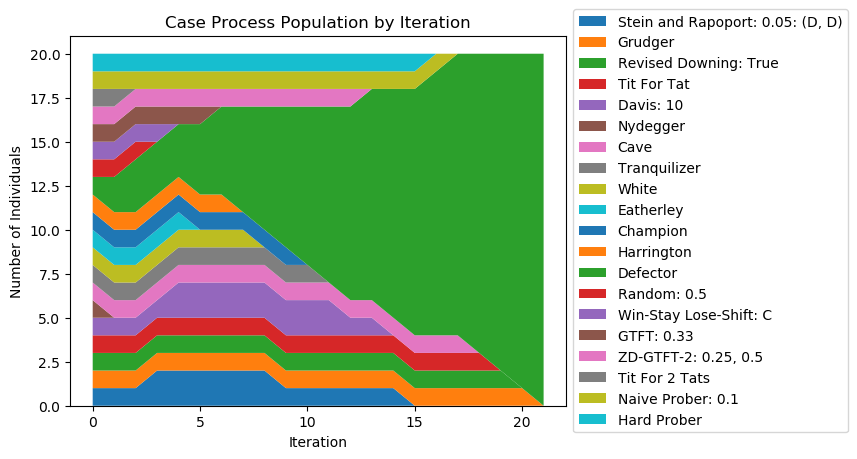 Case Process Population by Iteration
20.0
17.5
15.0
12.5
10.0
7.5
5.0
2.5
0.0
Number of Individuals
0
5
10
15
20
Iteration
Stein and Rapoport: 0.05: (D, D)
Grudger
Revised Downing: True
Tit For Tat
Davis: 10
Nydegger
Cave
Tranquilizer
White
Eatherley
Champion
Harrington
Defector
Random: 0.5
Win-Stay Lose-Shift: C
GTFT: 0.33
ZD-GTFT-2: 0.25, 0.5
Tit For 2 Tats
Naive Prober: 0.1
Hard Prober